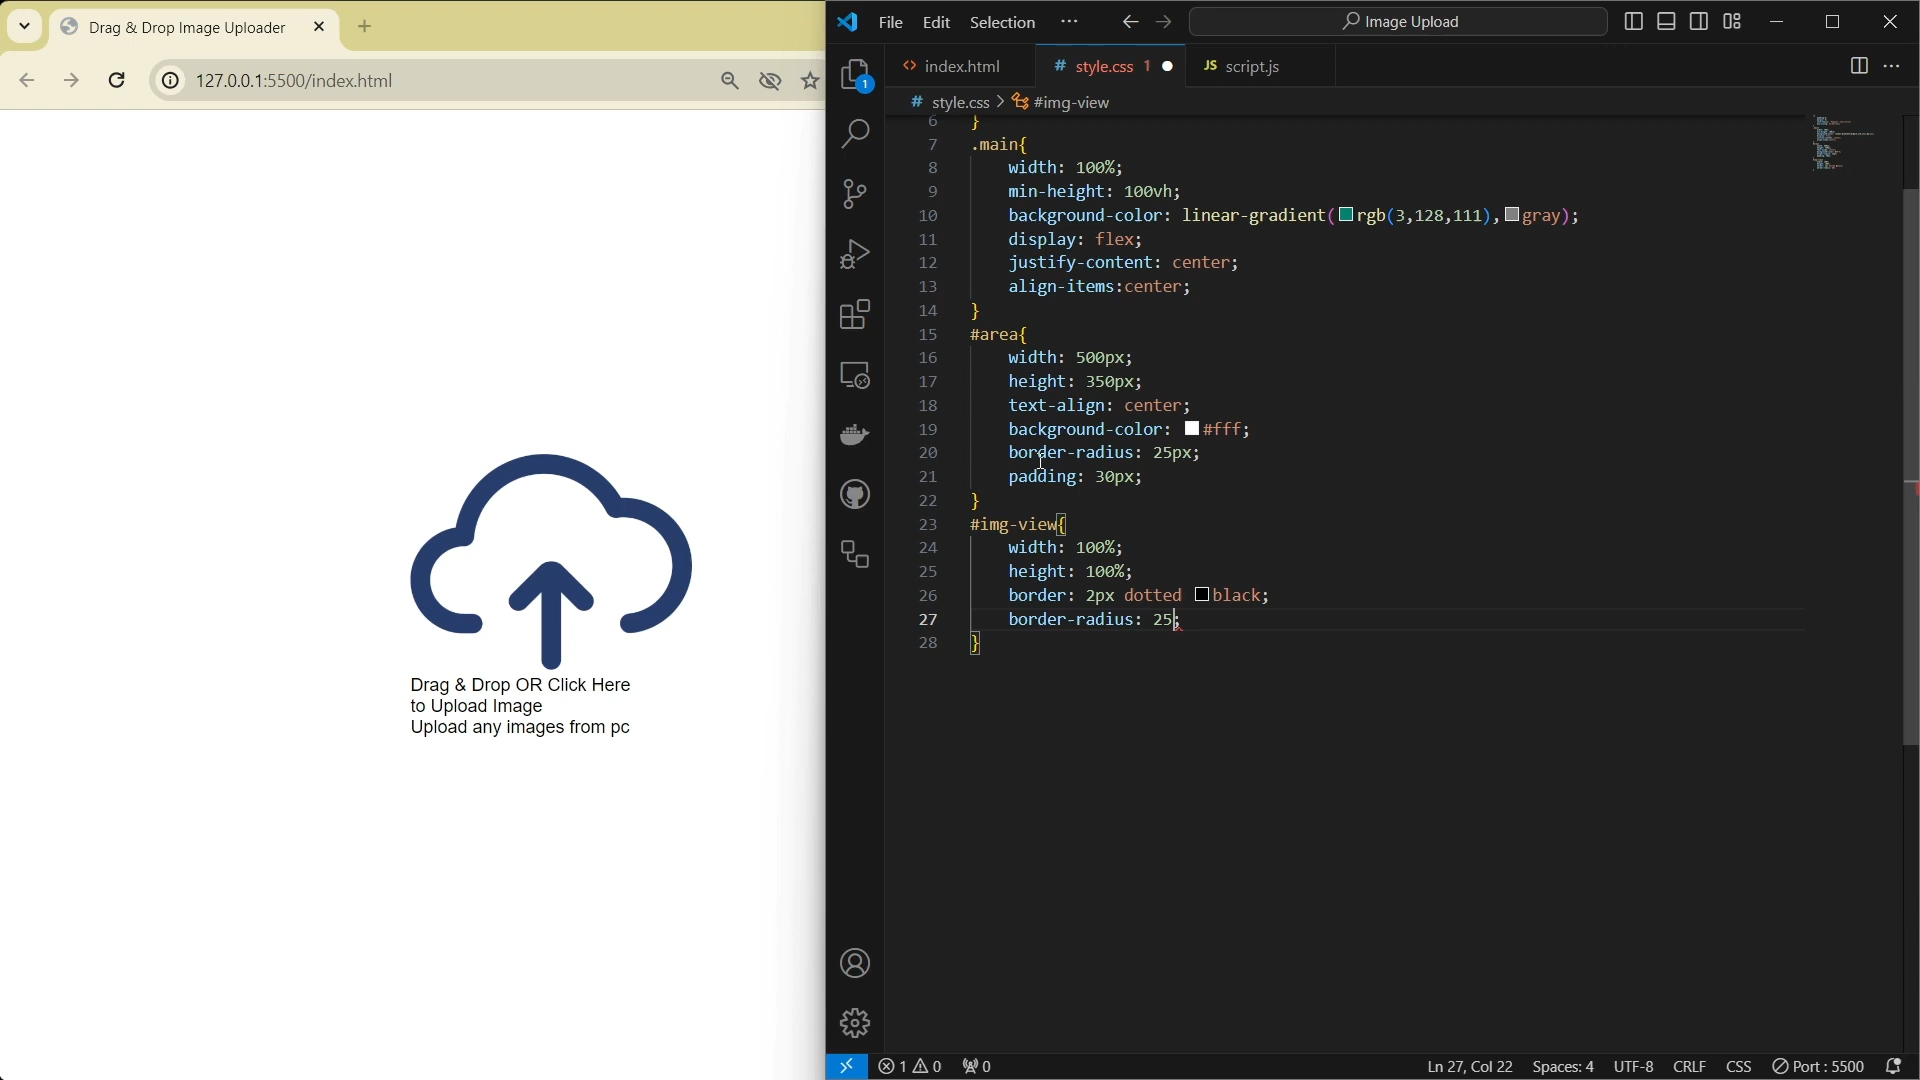 Drag & Drop Image Uploader
127.0.0.1:5500/index.html
Drag & Drop OR Click Here
to Upload Image
Upload any images from pc
File Edit Selection
Image Upload
1
index.html
# style.css 1
JS script.js
# style.css > #img-view
6 }
7 .main{
8 width: 100%;
9 min-height: 100vh;
10 background-color: linear-gradient(rgb(3,128,111),gray);
11 display: flex;
12 justify-content: center;
13 align-items:center;
14 }
15 #area{
16 width: 500px;
17 height: 350px;
18 text-align: center;
19 background-color: #fff;
20 border-radius: 25px;
21 padding: 30px;
22 }
23 #img-view{
24 width: 100%;
25 height: 100%;
26 border: 2px dotted black;
27 border-radius: 25;
28 }
1 0 0
Ln 27, Col 22 Spaces: 4 UTF-8 CRLF CSS Port : 5500